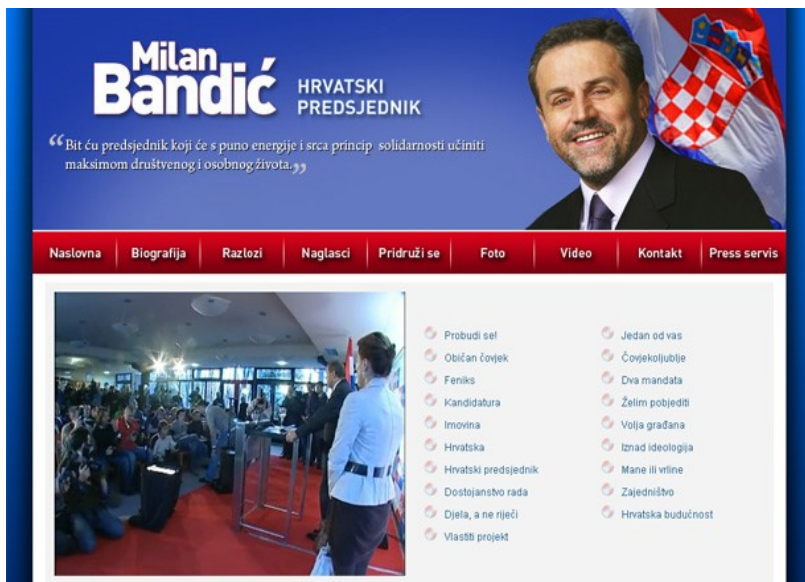 Milan
Bandić
HRVATSKI
PREDSJEDNIK
“Bit ću predsjednik koji će s puno energije i srca princip solidarnosti učiniti
maksimom društvenog i osobnog života.”
Naslovna Biografija Razlozi Naglasci Pridruži se Foto Video Kontakt Press servis
Probudi se!
Običan čovjek
Feniks
Kandidatura
Imovina
Hrvatska
Hrvatski predsjednik
Dostojanstvo rada
Djela, a ne riječi
Vlastiti projekt
Jedan od vas
Čovjekoljublje
Dva mandata
Želim pobjediti
Volja građana
Iznad ideologija
Mane ili vrline
Zajedništvo
Hrvatska budućnost